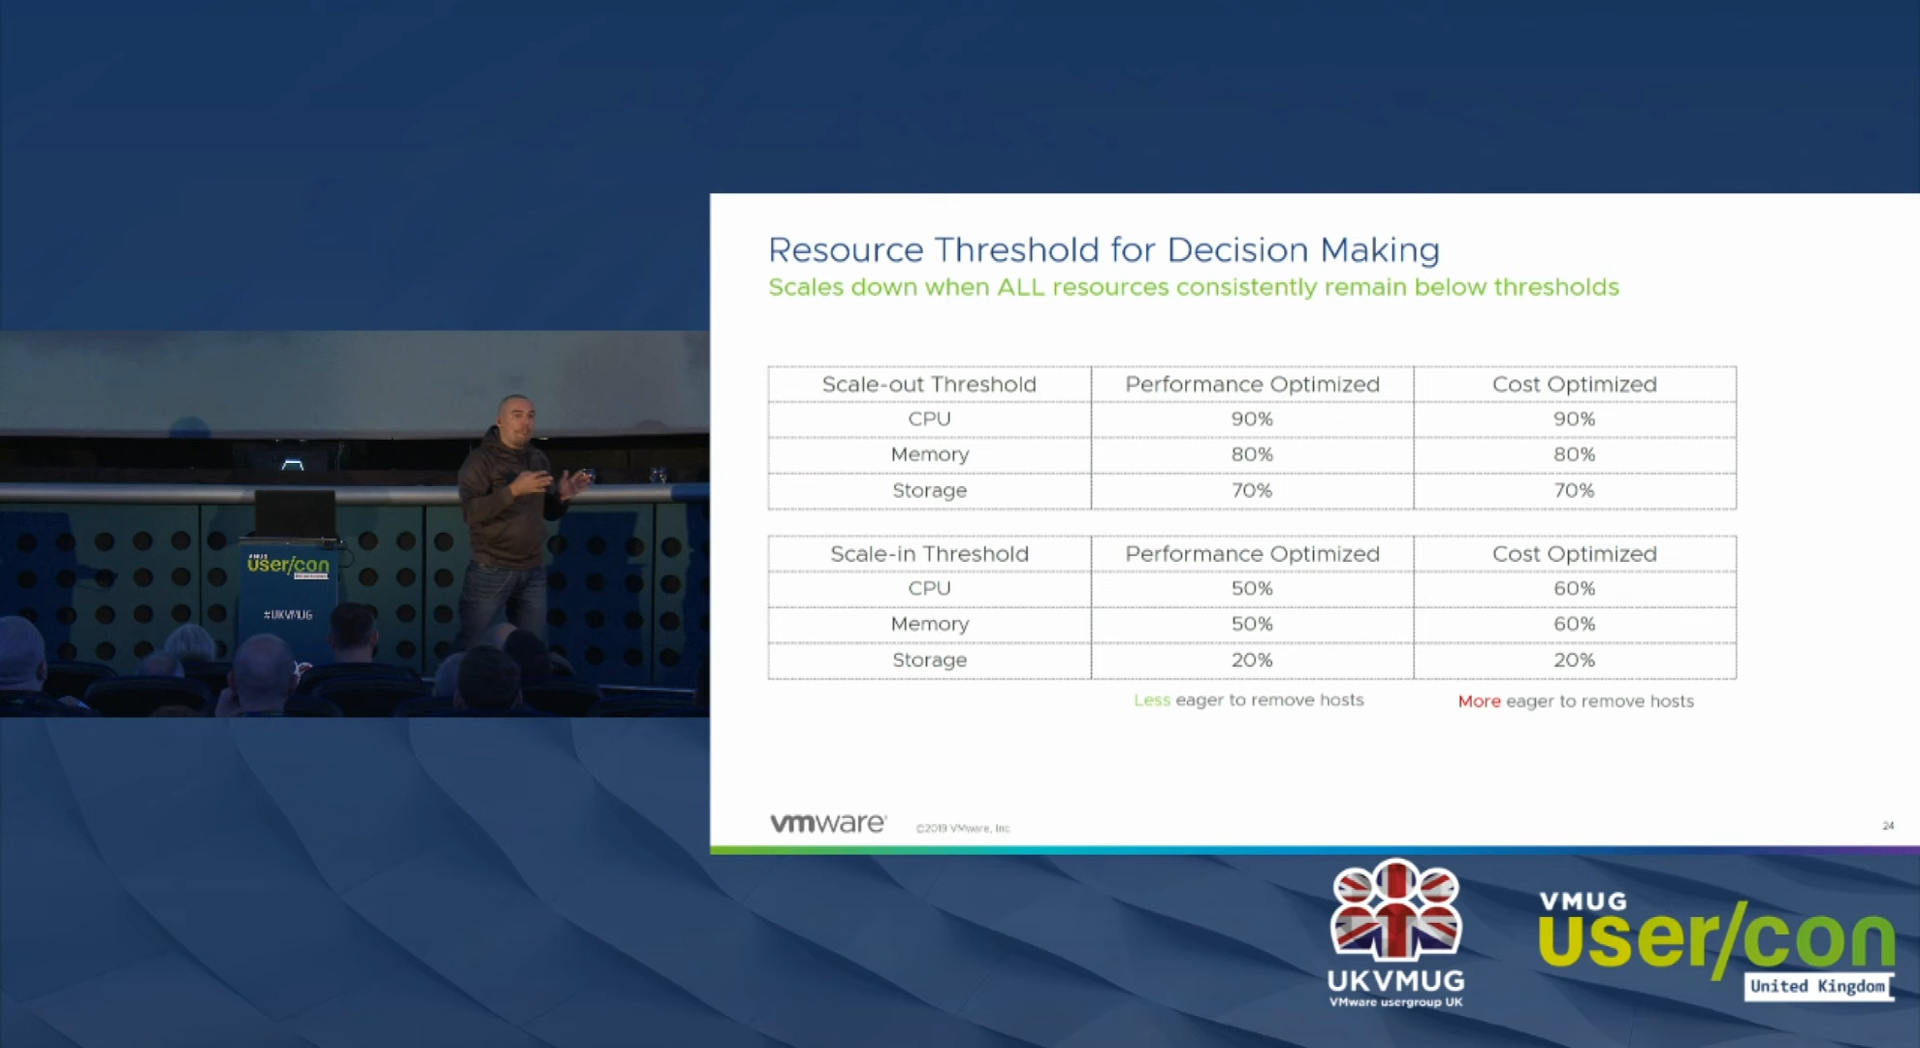 Resource Threshold for Decision Making
Scales down when ALL resources consistently remain below thresholds
Scale-out Threshold Performance Optimized Cost Optimized
CPU 90% 90%
Memory 80% 80%
Storage 70% 70%
Scale-in Threshold Performance Optimized Cost Optimized
CPU 50% 60%
Memory 50% 60%
Storage 20% 20%
Less eager to remove hosts More eager to remove hosts
vmware ©2019 VMware, Inc. 24
user/con
#UKVMUG
UKVMUG
VMware usergroup UK
VMUG
user/con
United Kingdom